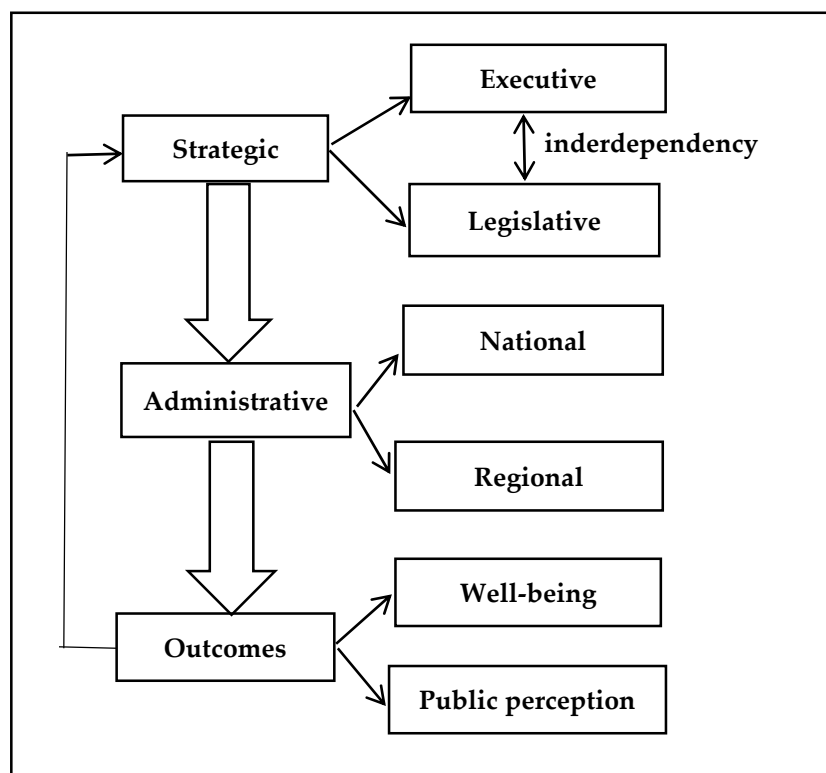 Executive
Strategic
inderdependency
Legislative
National
Administrative
Regional
Well-being
Outcomes
Public perception